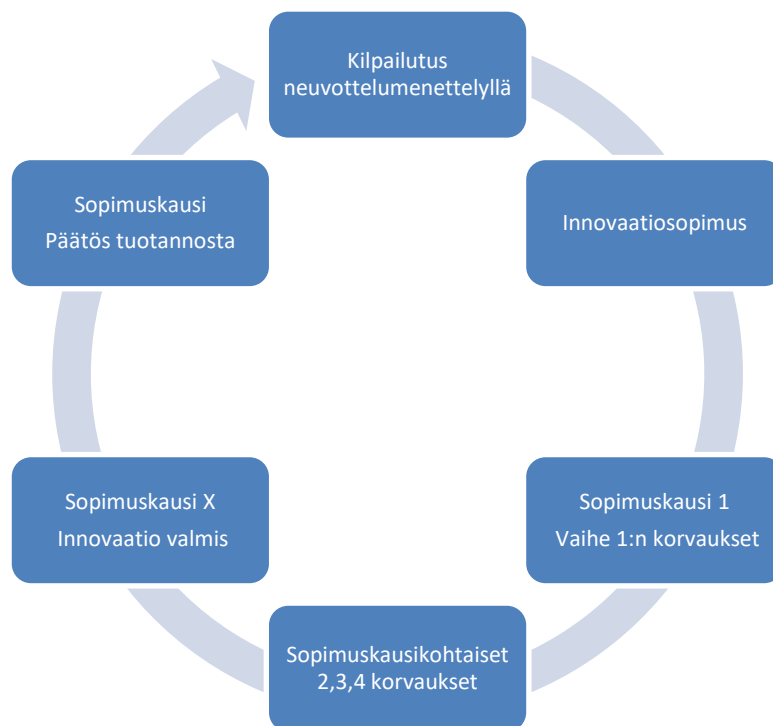 Kilpailutus
neuvottelumenettelyllä
Innovaatiosopimus
Sopimuskausi 1
Vaihe 1:n korvaukset
Sopimuskausikohtaiset
2,3,4 korvaukset
Sopimuskausi X
Innovaatio valmis
Sopimuskausi
Päätös tuotannosta